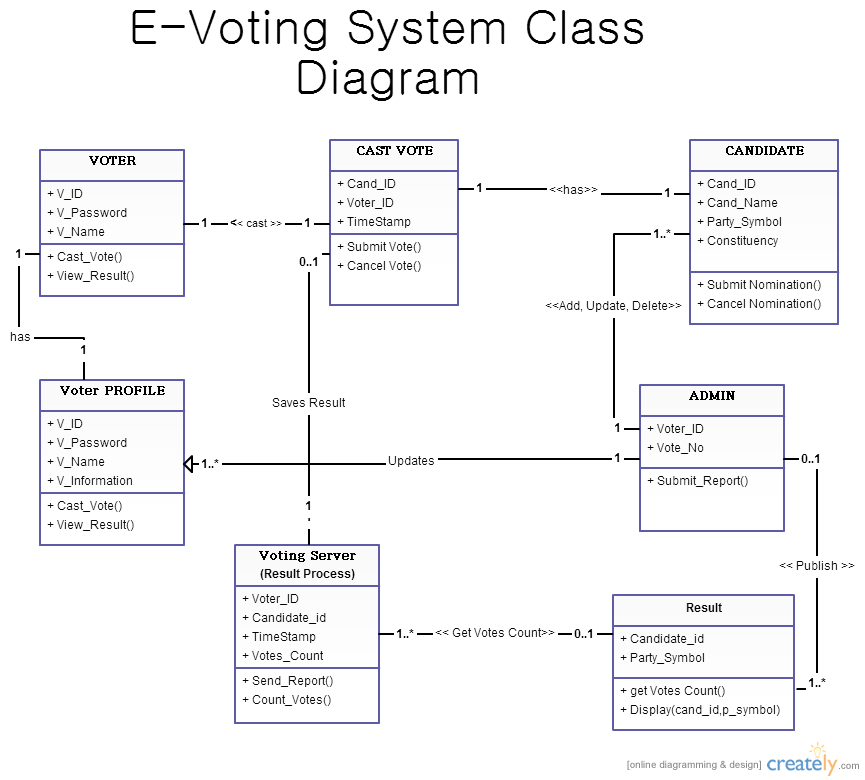 E-Voting System Class
Diagram
VOTER
+ V_ID
+ V_Password
+ V_Name
+ Cast_Vote()
+ View_Result()
1 << cast >> 1
CAST VOTE
+ Cand_ID
+ Voter_ID
+ TimeStamp
+ Submit Vote()
+ Cancel Vote()
1 <<has>> 1
CANDIDATE
+ Cand_ID
+ Cand_Name
+ Party_Symbol
+ Constituency
+ Submit Nomination()
+ Cancel Nomination()
1
has
1
0..1
Saves Result
1
1..*
<<Add, Update, Delete>>
1
Voter PROFILE
+ V_ID
+ V_Password
+ V_Name
+ V_Information
+ Cast_Vote()
+ View_Result()
1..* Updates 1
ADMIN
+ Voter_ID
+ Vote_No
+ Submit_Report()
0..1
<< Publish >>
1..*
Voting Server
(Result Process)
+ Voter_ID
+ Candidate_id
+ TimeStamp
+ Votes_Count
+ Send_Report()
+ Count_Votes()
1..* << Get Votes Count>> 0..1
Result
+ Candidate_id
+ Party_Symbol
+ get Votes Count()
+ Display(cand_id,p_symbol)
[online diagramming & design] creately.com